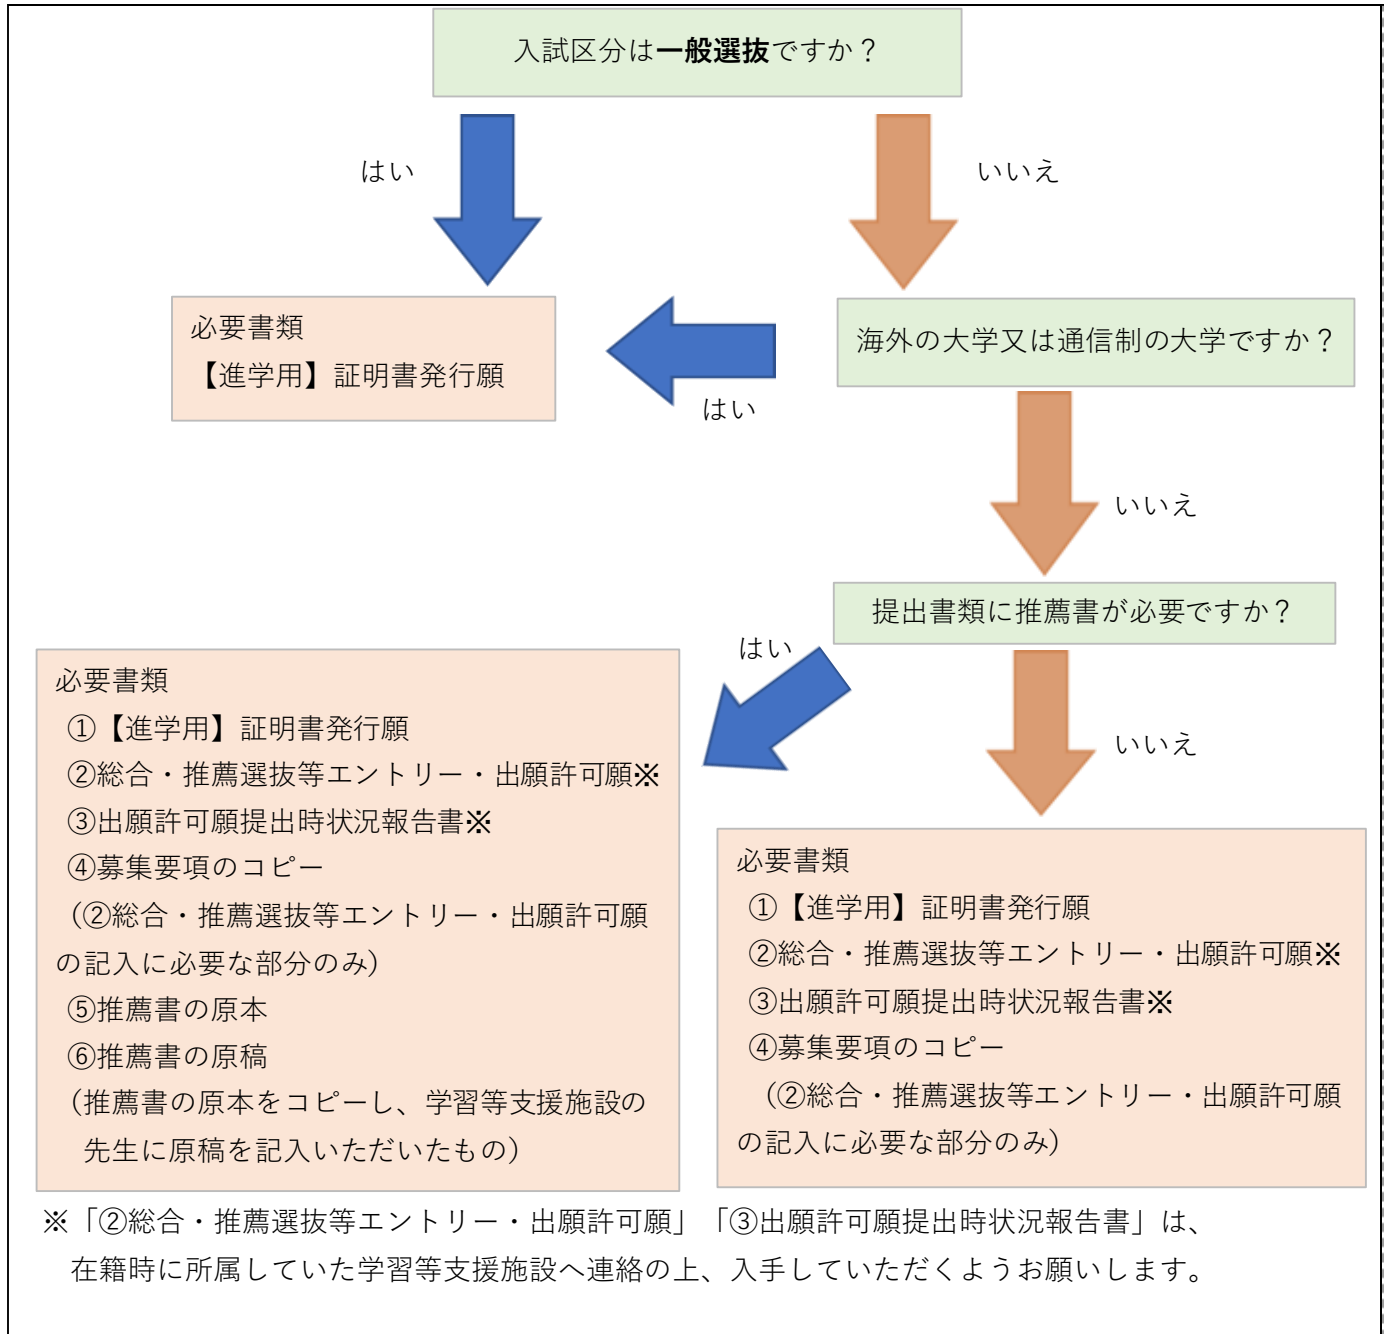 入試区分は一般選抜ですか？
はい
いいえ
必要書類
【進学用】証明書発行願
海外の大学又は通信制の大学ですか？
はい
いいえ
提出書類に推薦書が必要ですか？
はい
いいえ
必要書類
①【進学用】証明書発行願
②総合・推薦選抜等エントリー・出願許可願※
③出願許可願提出時状況報告書※
④募集要項のコピー
（②総合・推薦選抜等エントリー・出願許可願
の記入に必要な部分のみ）
⑤推薦書の原本
⑥推薦書の原稿
（推薦書の原本をコピーし、学習等支援施設の
先生に原稿を記入いただいたもの）
必要書類
①【進学用】証明書発行願
②総合・推薦選抜等エントリー・出願許可願※
③出願許可願提出時状況報告書※
④募集要項のコピー
（②総合・推薦選抜等エントリー・出願許可願
の記入に必要な部分のみ）
※「②総合・推薦選抜等エントリー・出願許可願」「③出願許可願提出時状況報告書」は、
在籍時に所属していた学習等支援施設へ連絡の上、入手していただくようお願いします。